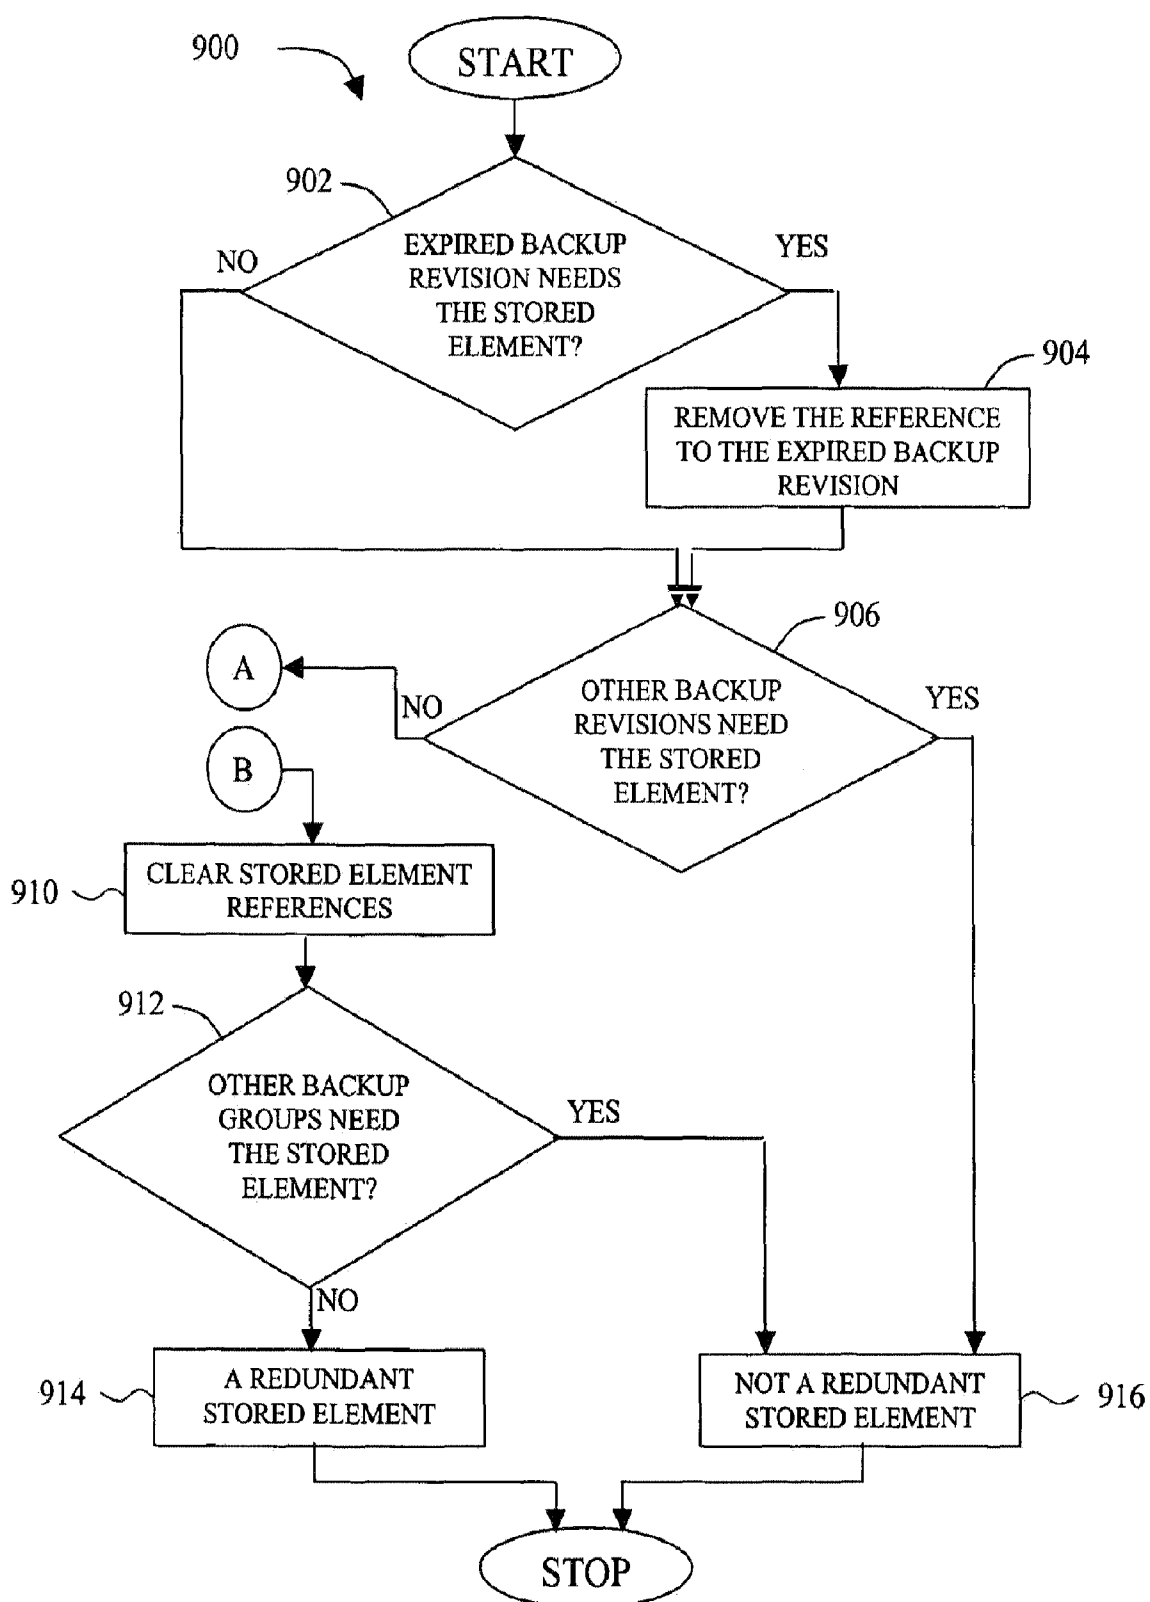 900
START
902
EXPIRED BACKUP
REVISION NEEDS
THE STORED
ELEMENT?
NO
YES
904
REMOVE THE REFERENCE
TO THE EXPIRED BACKUP
REVISION
906
OTHER BACKUP
REVISIONS NEED
THE STORED
ELEMENT?
NO
YES
A
B
910
CLEAR STORED ELEMENT
REFERENCES
912
OTHER BACKUP
GROUPS NEED
THE STORED
ELEMENT?
YES
NO
914
A REDUNDANT
STORED ELEMENT
NOT A REDUNDANT
STORED ELEMENT
916
STOP